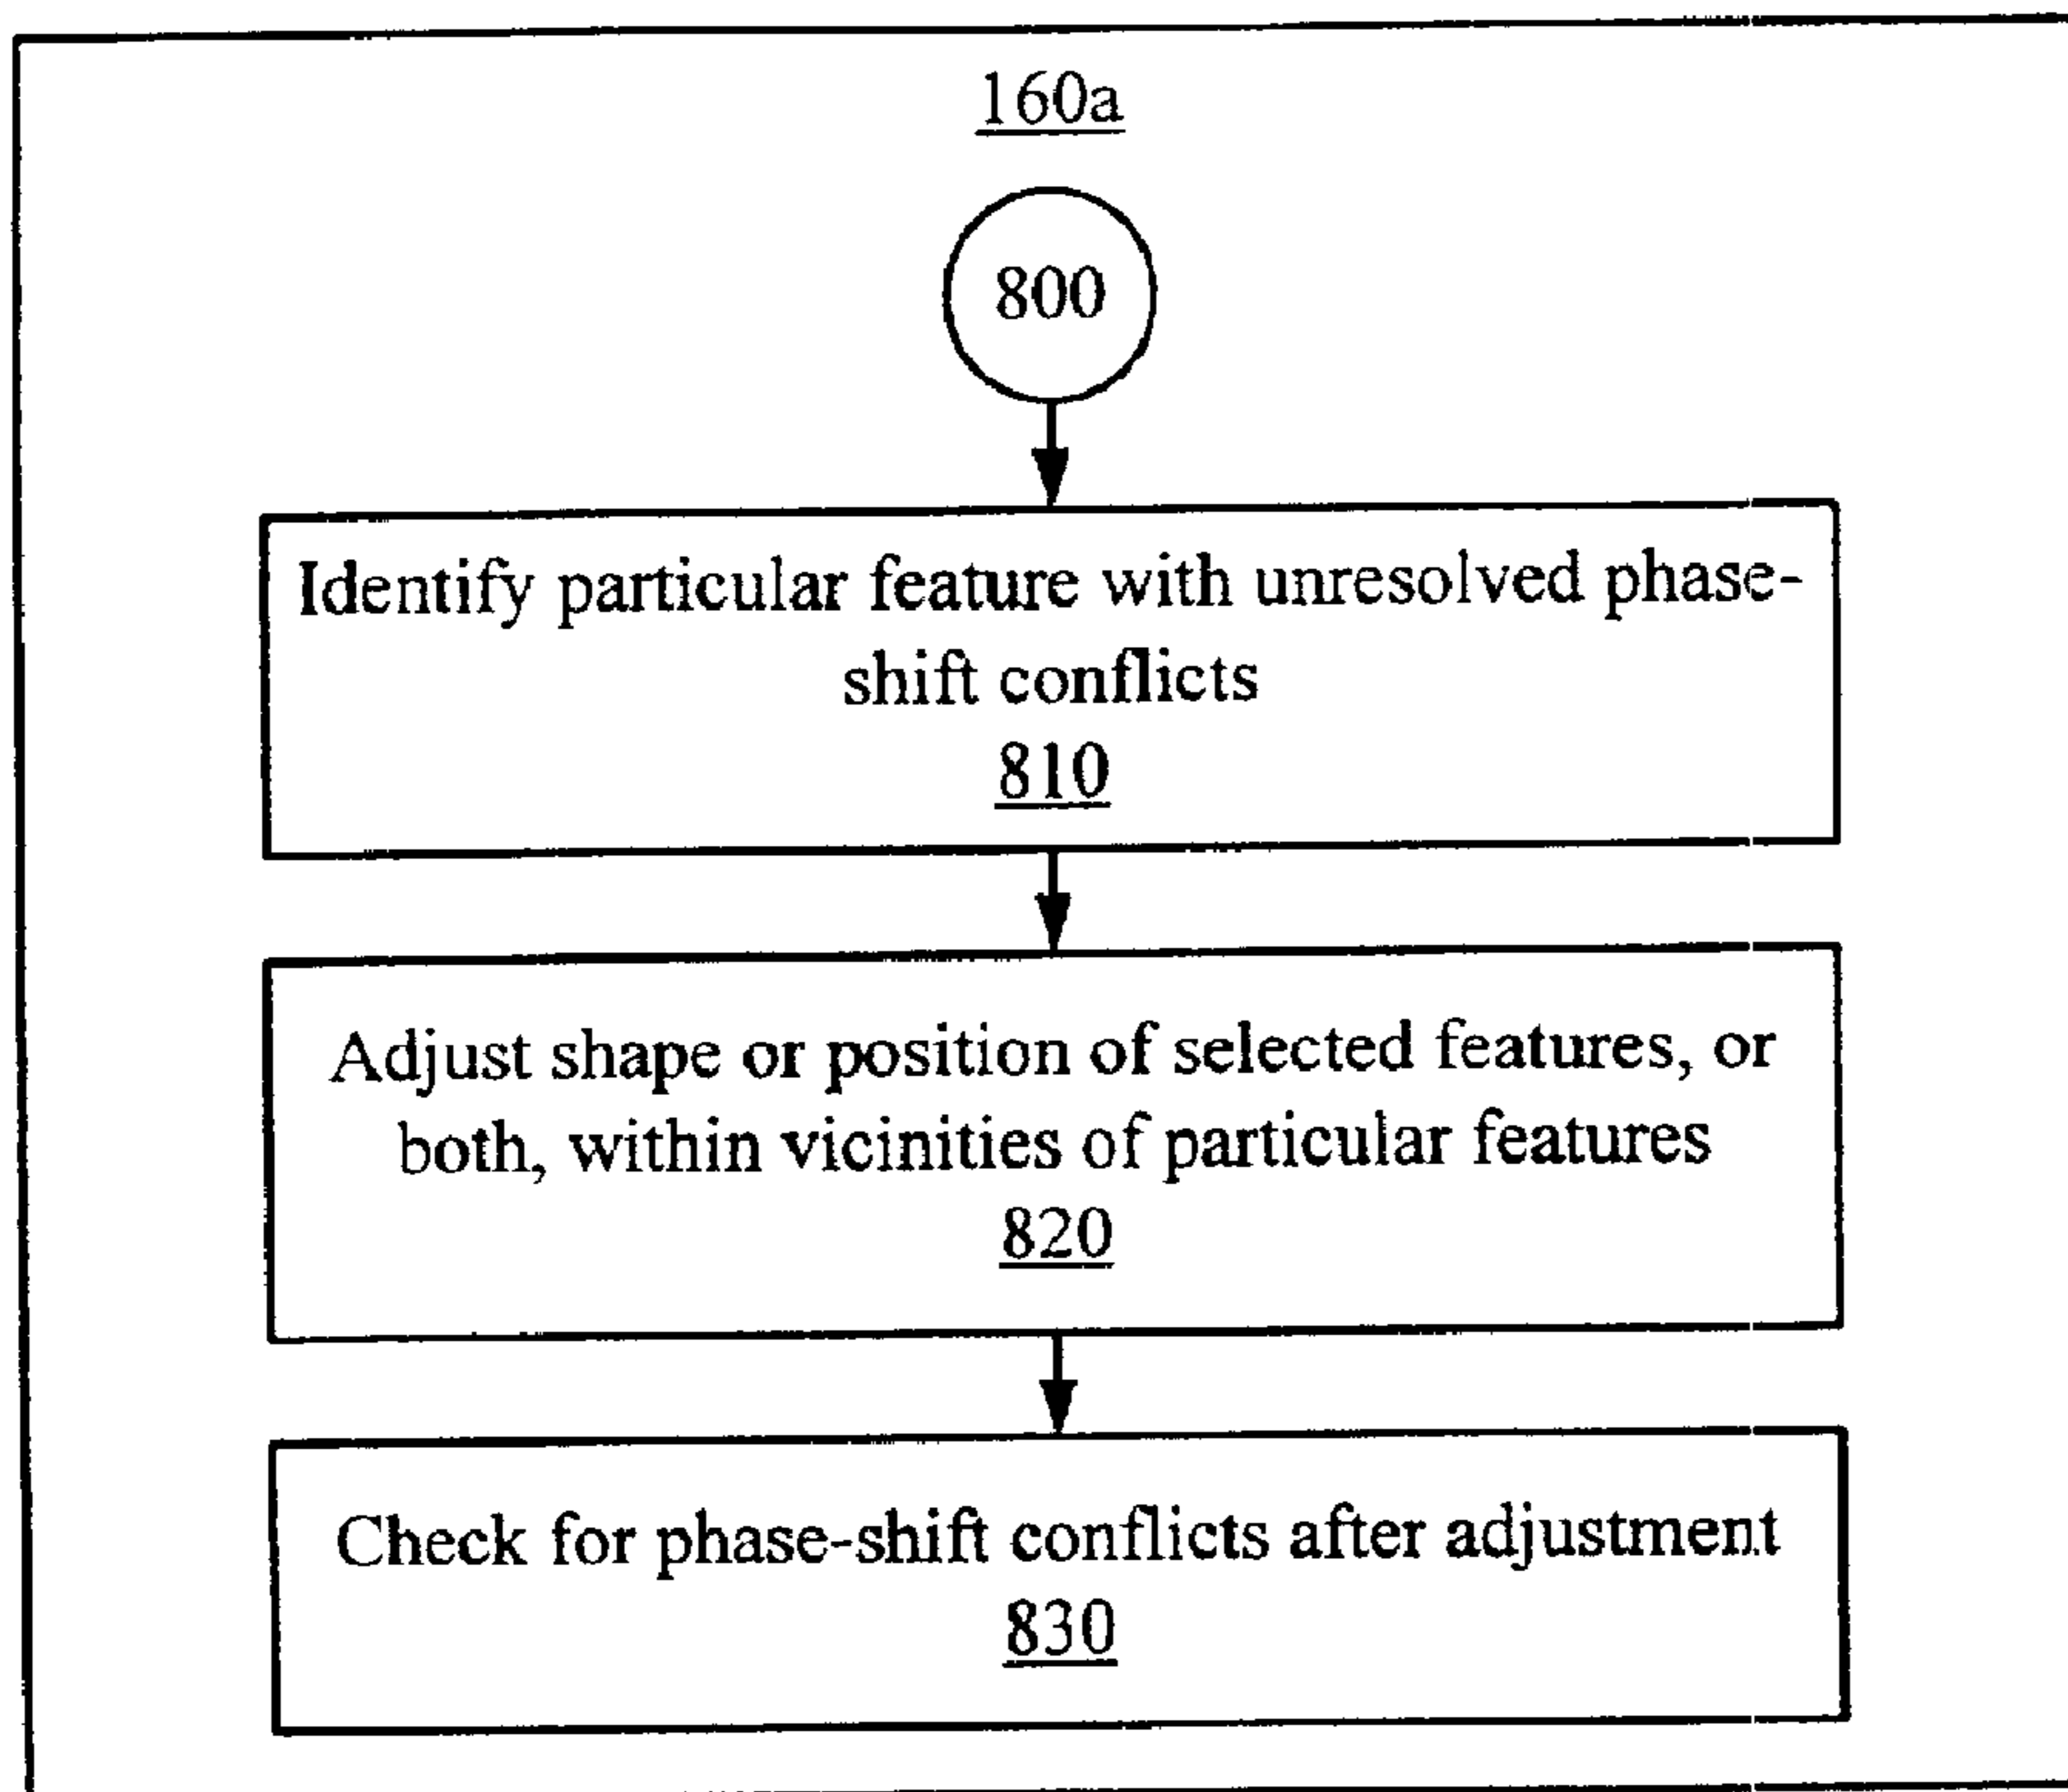 160a
800
Identify particular feature with unresolved phase-
shift conflicts
810
Adjust shape or position of selected features, or
both, within vicinities of particular features
820
Check for phase-shift conflicts after adjustment
830